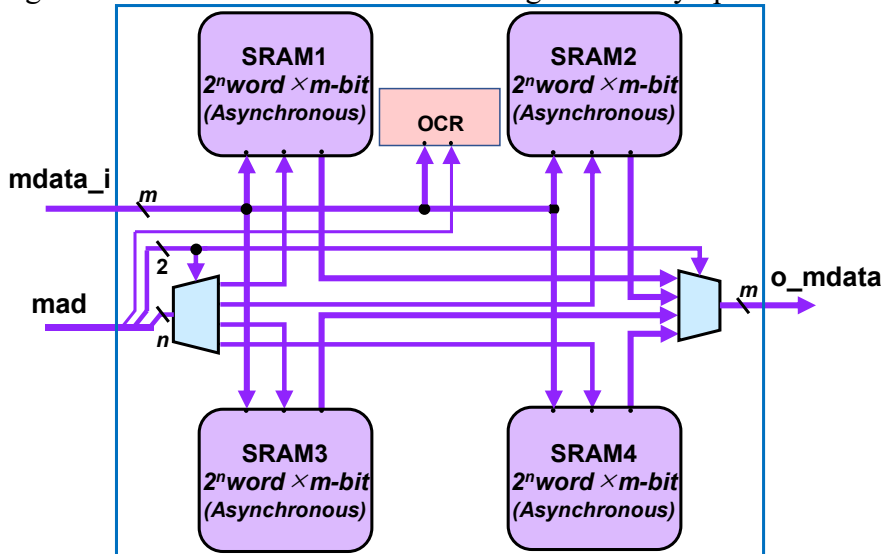 SRAM1
2ⁿword ×m-bit
(Asynchronous)
OCR
SRAM2
2ⁿword ×m-bit
(Asynchronous)
mdata_i
m
2
mad
n
m
o_mdata
SRAM3
2ⁿword ×m-bit
(Asynchronous)
SRAM4
2ⁿword ×m-bit
(Asynchronous)